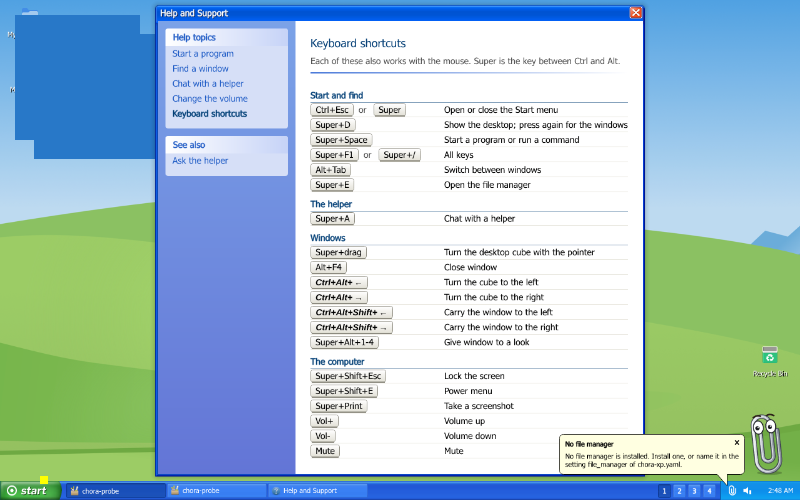 Help and Support
Help topics
Start a program
Find a window
Chat with a helper
Change the volume
Keyboard shortcuts
See also
Ask the helper
Keyboard shortcuts
Each of these also works with the mouse. Super is the key between Ctrl and Alt.
Start and find
Ctrl+Esc or Super Open or close the Start menu
Super+D Show the desktop; press again for the windows
Super+Space Start a program or run a command
Super+F1 or Super+/ All keys
Alt+Tab Switch between windows
Super+E Open the file manager
The helper
Super+A Chat with a helper
Windows
Super+drag Turn the desktop cube with the pointer
Alt+F4 Close window
Ctrl+Alt+ ← Turn the cube to the left
Ctrl+Alt+ → Turn the cube to the right
Ctrl+Alt+Shift+ ← Carry the window to the left
Ctrl+Alt+Shift+ → Carry the window to the right
Super+Alt+1-4 Give window to a look
The computer
Super+Shift+Esc Lock the screen
Super+Shift+E Power menu
Super+Print Take a screenshot
Vol+ Volume up
Vol- Volume down
Mute Mute
Recycle Bin
No file manager
No file manager is installed. Install one, or name it in the
setting file_manager of chora-xp.yaml.
start chora-probe chora-probe Help and Support 1 2 3 4 2:48 AM